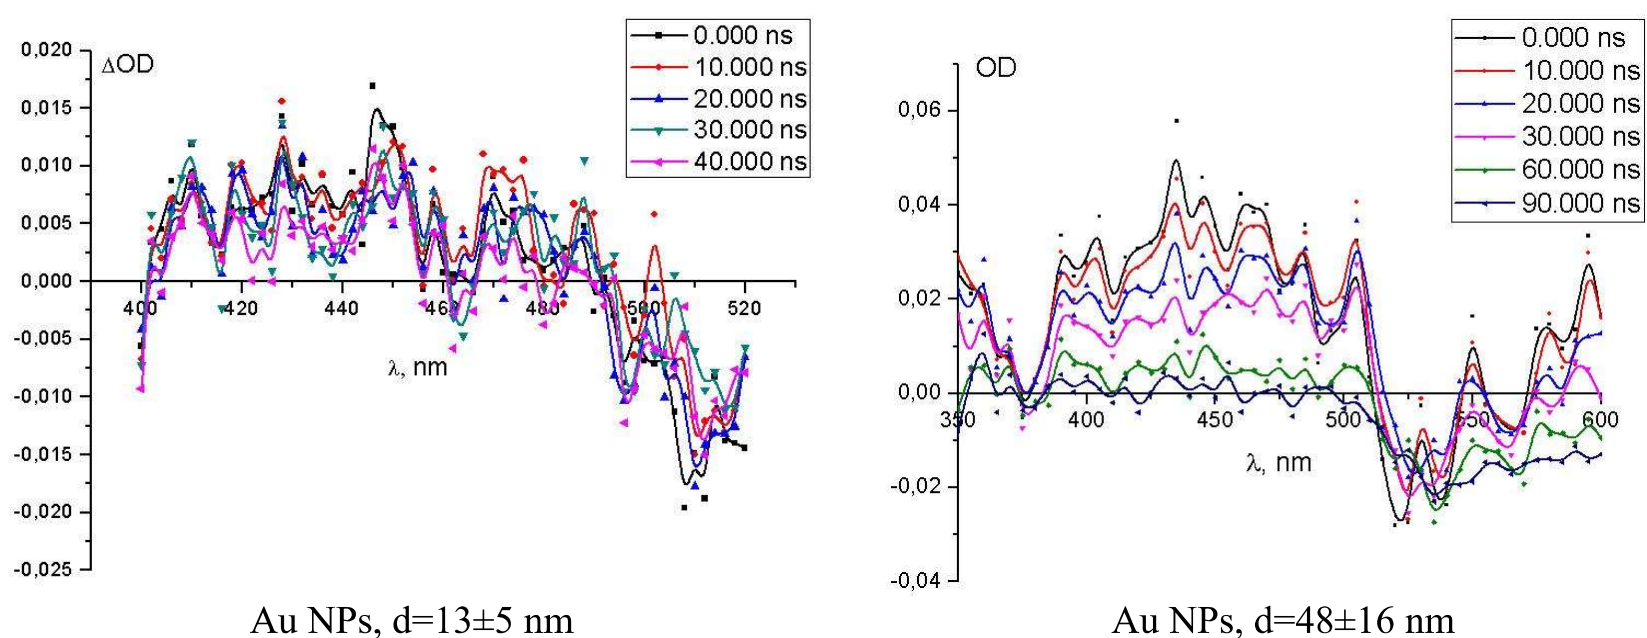 0.000 ns
10.000 ns
20.000 ns
30.000 ns
40.000 ns
ΔOD
0,020
0,015
0,010
0,005
0,000
-0,005
-0,010
-0,015
-0,020
-0,025
400 420 440 460 480 500 520
λ, nm
Au NPs, d=13±5 nm
0.000 ns
10.000 ns
20.000 ns
30.000 ns
60.000 ns
90.000 ns
OD
0,06
0,04
0,02
0,00
-0,02
-0,04
350 400 450 500 550 600
λ, nm
Au NPs, d=48±16 nm